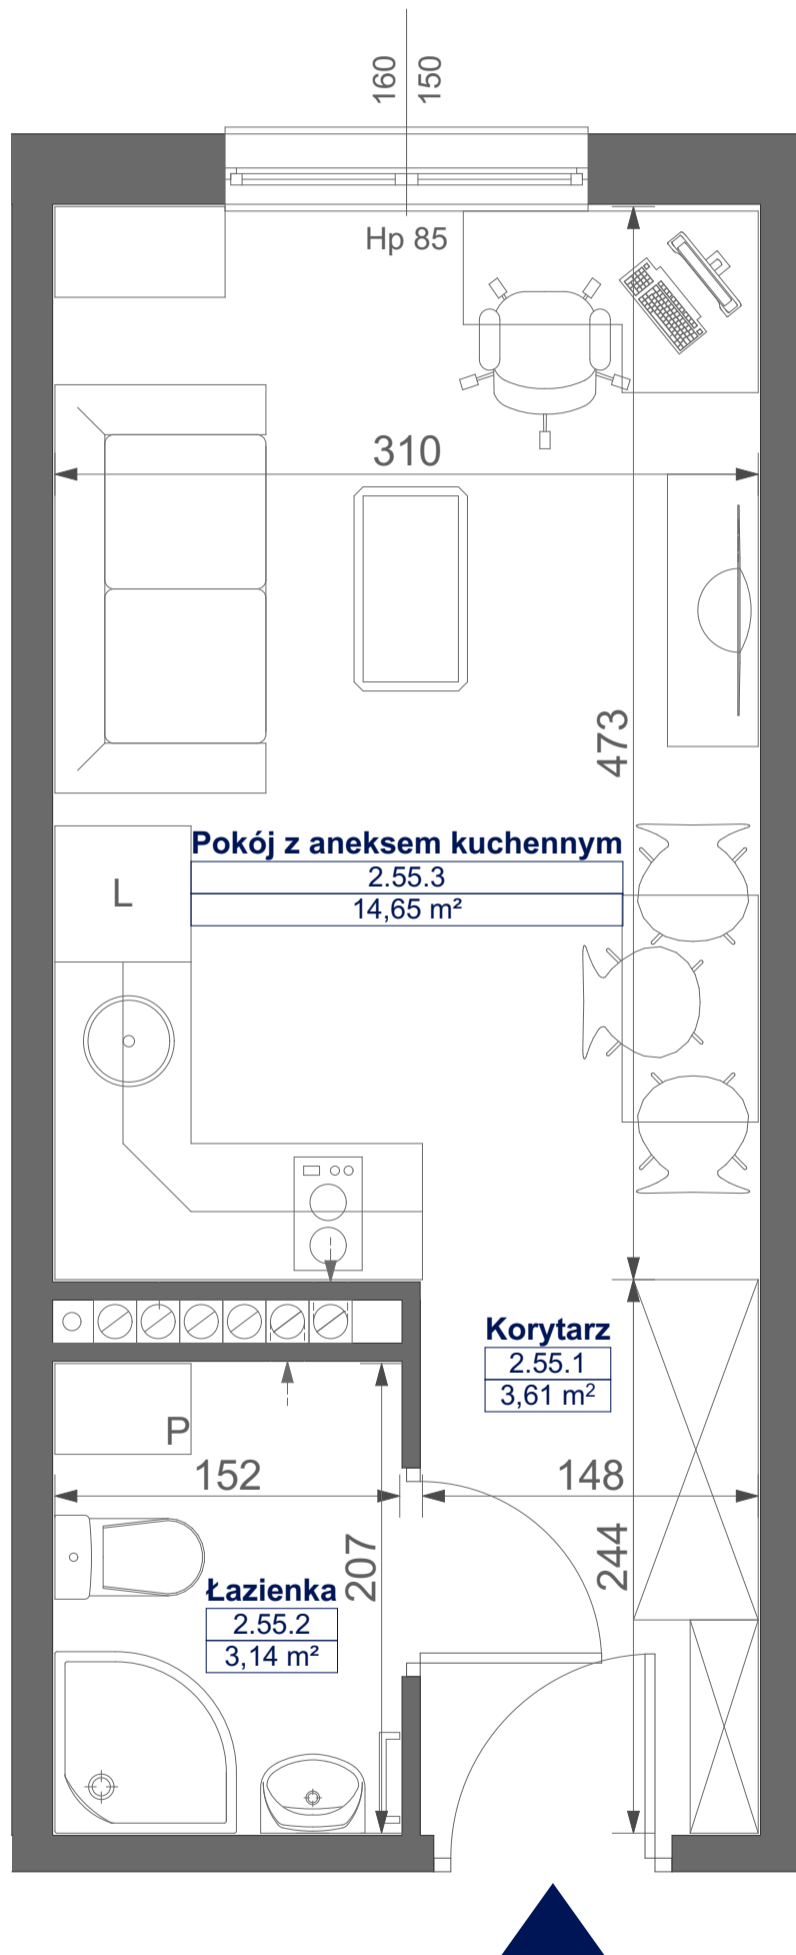 160
150
Hp 85
310
473
Pokój z aneksem kuchennym
2.55.3
14,65 m²
L
Korytarz
2.55.1
3,61 m²
P
152
148
207
244
Łazienka
2.55.2
3,14 m²